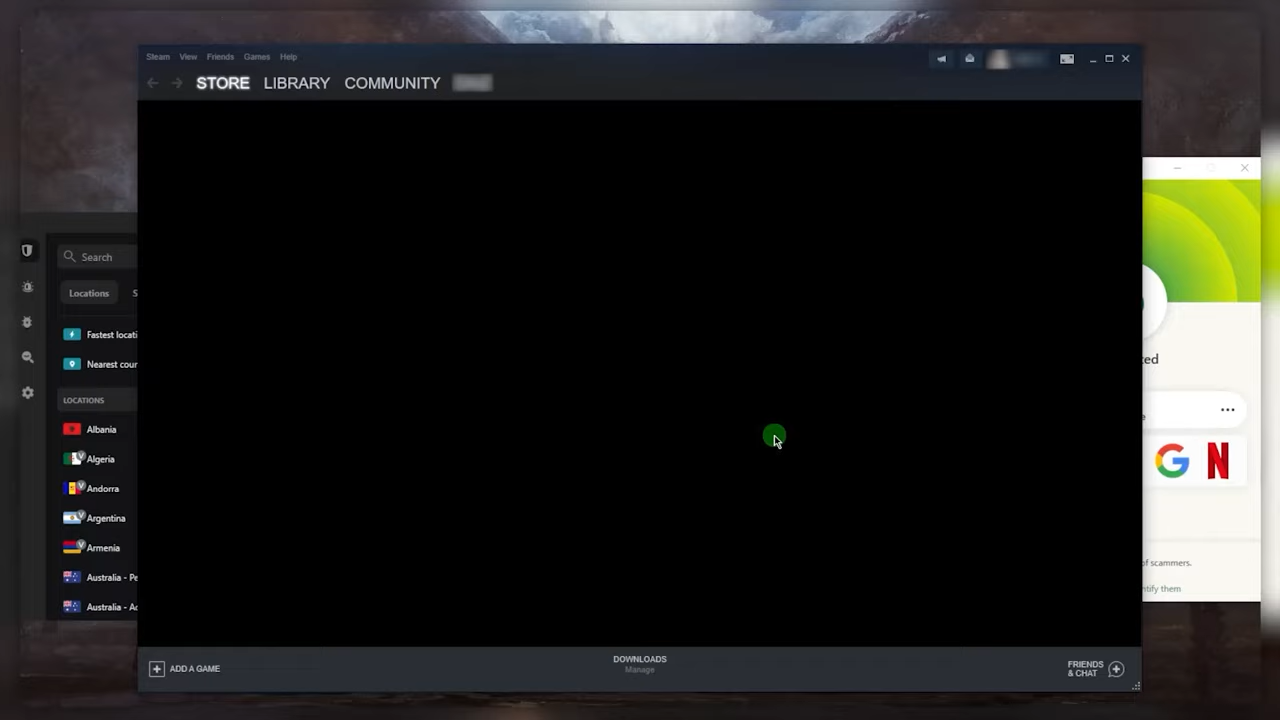 Steam View Friends Games Help
STORE LIBRARY COMMUNITY
Search
Locations
Fastest locati
Nearest cour
LOCATIONS
Albania
Algeria
Andorra
Argentina
Armenia
Australia - Pe
Australia - Ac
ADD A GAME
DOWNLOADS
Manage
FRIENDS
& CHAT
ted
of scammers.
ntify them